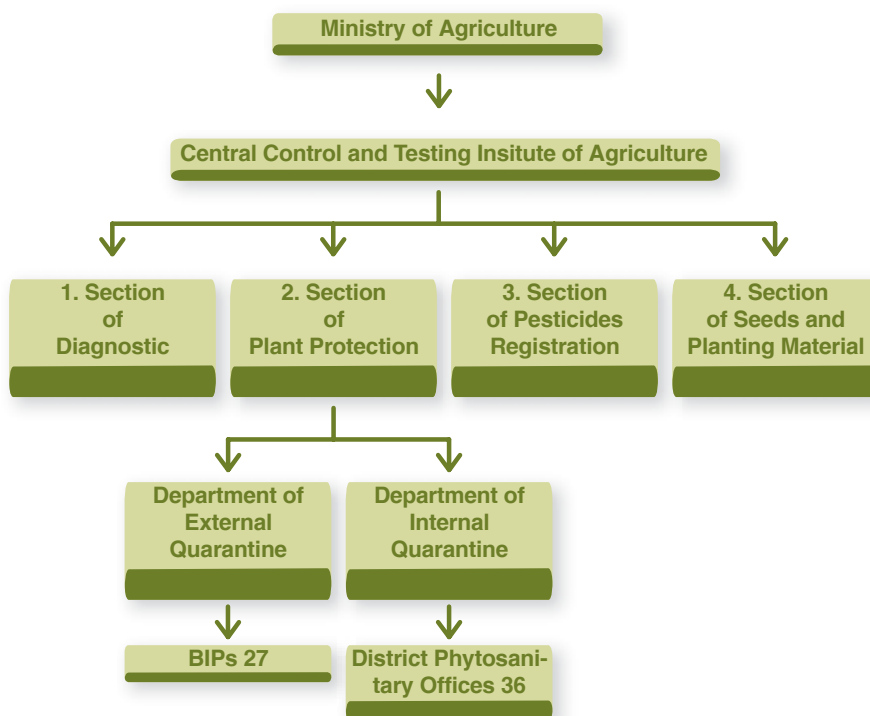 Ministry of Agriculture
Central Control and Testing Insitute of Agriculture
1. Section
of
Diagnostic
2. Section
of
Plant Protection
3. Section
of Pesticides
Registration
4. Section
of Seeds and
Planting Material
Department of
External
Quarantine
Department of
Internal
Quarantine
BIPs 27
District Phytosani-
tary Offices 36